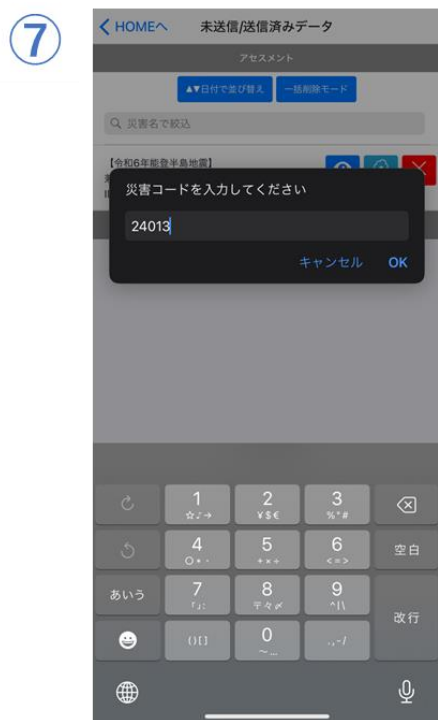 ⑦
HOMEへ 未送信/送信済みデータ
アセスメント
▲▼日付で並び替え 一括削除モード
災害名で絞込
【令和6年能登半島地震】
災害コードを入力してください
24013
キャンセル OK
1 2 3
☆♪→ ¥$€ %°#
4 5 6 空白
○*・ +×÷ <=>
あいう 7 8 9
「」: 〒々〆 ^|\
改行
()[] 0 .,-/
~…